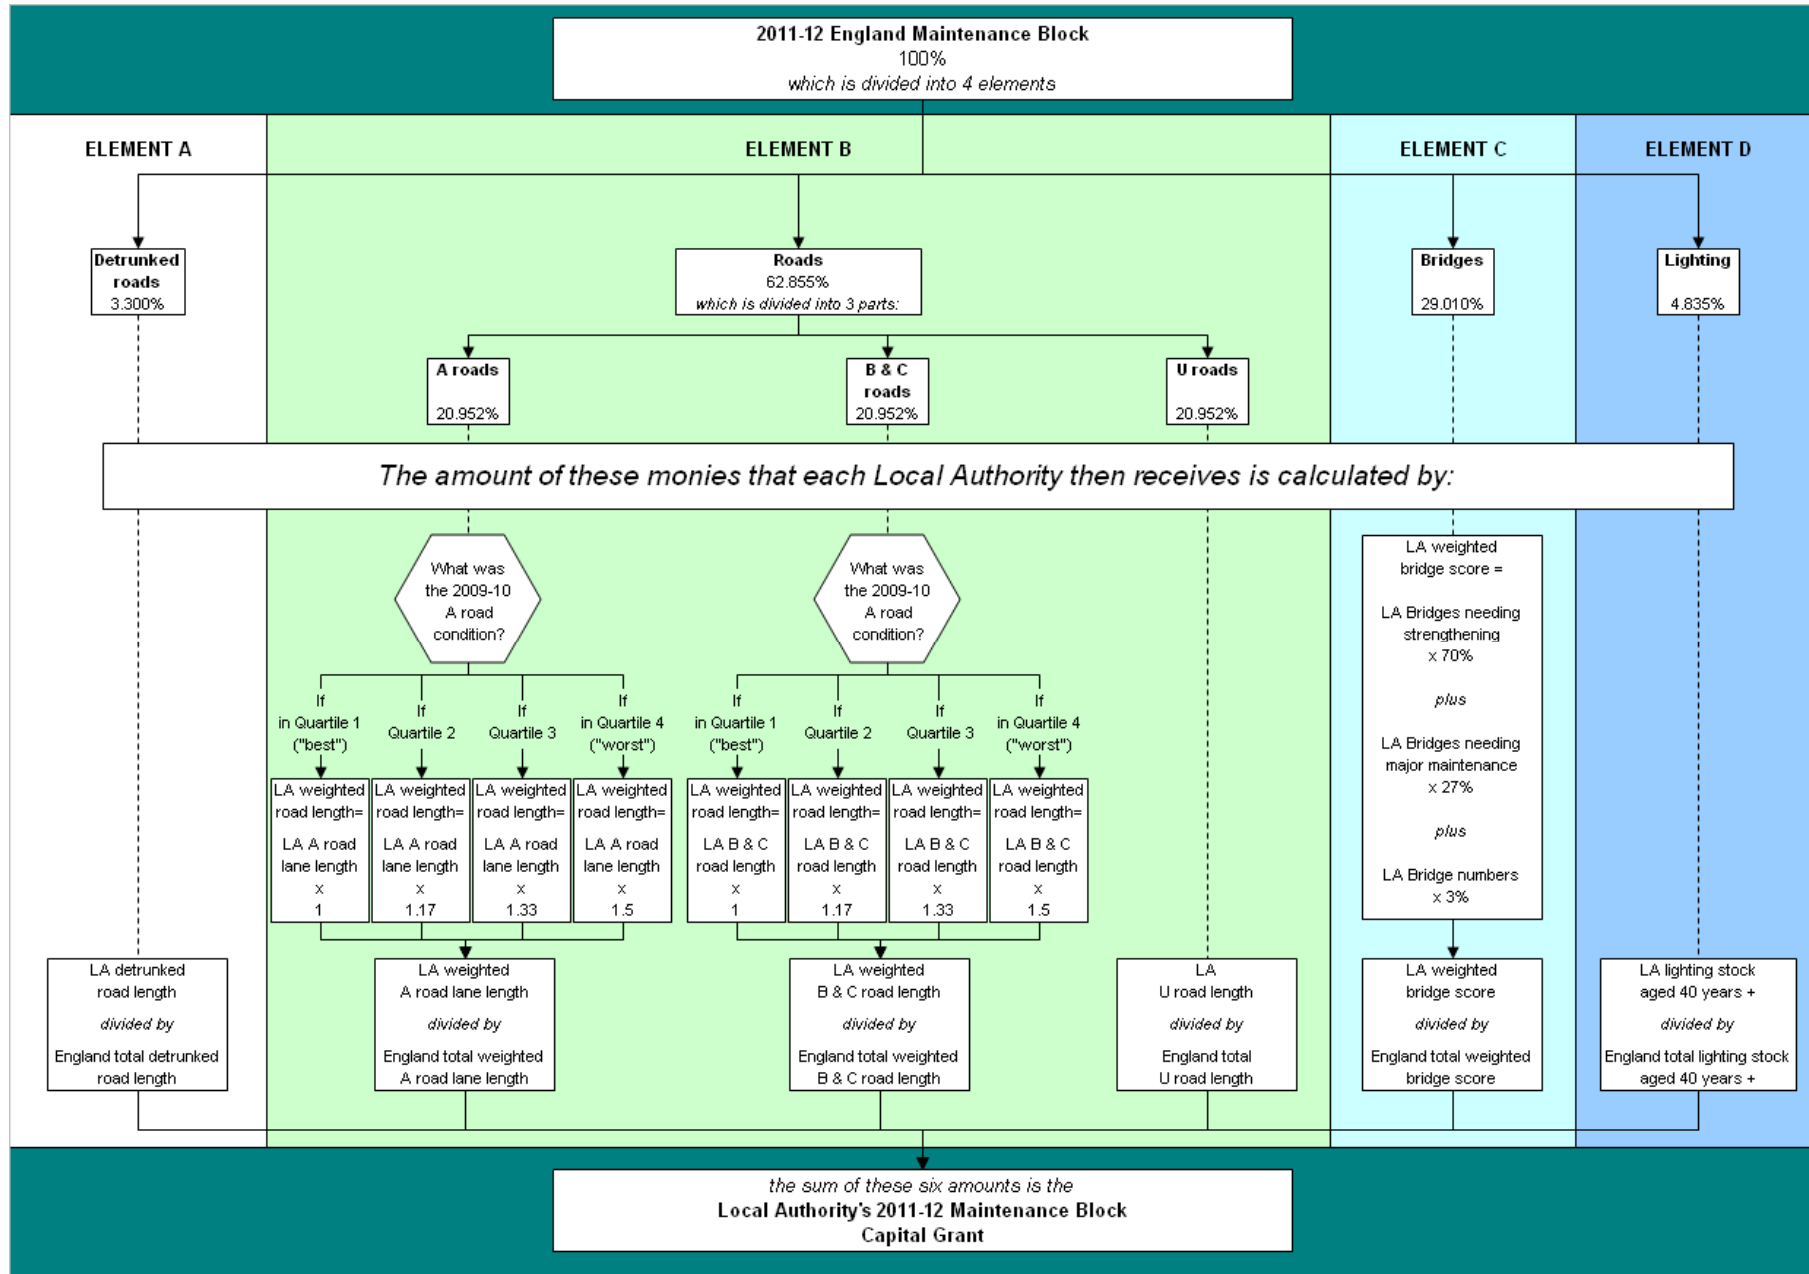 2011-12 England Maintenance Block
100%
which is divided into 4 elements
ELEMENT A
ELEMENT B
ELEMENT C
ELEMENT D
Detrunked
roads
3.300%
Roads
62.855%
which is divided into 3 parts:
Bridges
29.010%
Lighting
4.835%
A roads
20.952%
B & C
roads
20.952%
U roads
20.952%
The amount of these monies that each Local Authority then receives is calculated by:
What was
the 2009-10
A road
condition?
What was
the 2009-10
A road
condition?
If
in Quartile 1
("best")
If
Quartile 2
If
Quartile 3
If
in Quartile 4
("worst")
If
in Quartile 1
("best")
If
Quartile 2
If
Quartile 3
If
in Quartile 4
("worst")
LA weighted
road length=
LA A road
lane length
x
1
LA weighted
road length=
LA A road
lane length
x
1.17
LA weighted
road length=
LA A road
lane length
x
1.33
LA weighted
road length=
LA A road
lane length
x
1.5
LA weighted
road length=
LA B & C
road length
x
1
LA weighted
road length=
LA B & C
road length
x
1.17
LA weighted
road length=
LA B & C
road length
x
1.33
LA weighted
road length=
LA B & C
road length
x
1.5
LA weighted
bridge score =
LA Bridges needing
strengthening
x 70%
plus
LA Bridges needing
major maintenance
x 27%
plus
LA Bridge numbers
x 3%
LA detrunked
road length
divided by
England total detrunked
road length
LA weighted
A road lane length
divided by
England total weighted
A road lane length
LA weighted
B & C road length
divided by
England total weighted
B & C road length
LA
U road length
divided by
England total
U road length
LA weighted
bridge score
divided by
England total weighted
bridge score
LA lighting stock
aged 40 years +
divided by
England total lighting stock
aged 40 years +
the sum of these six amounts is the
Local Authority's 2011-12 Maintenance Block
Capital Grant